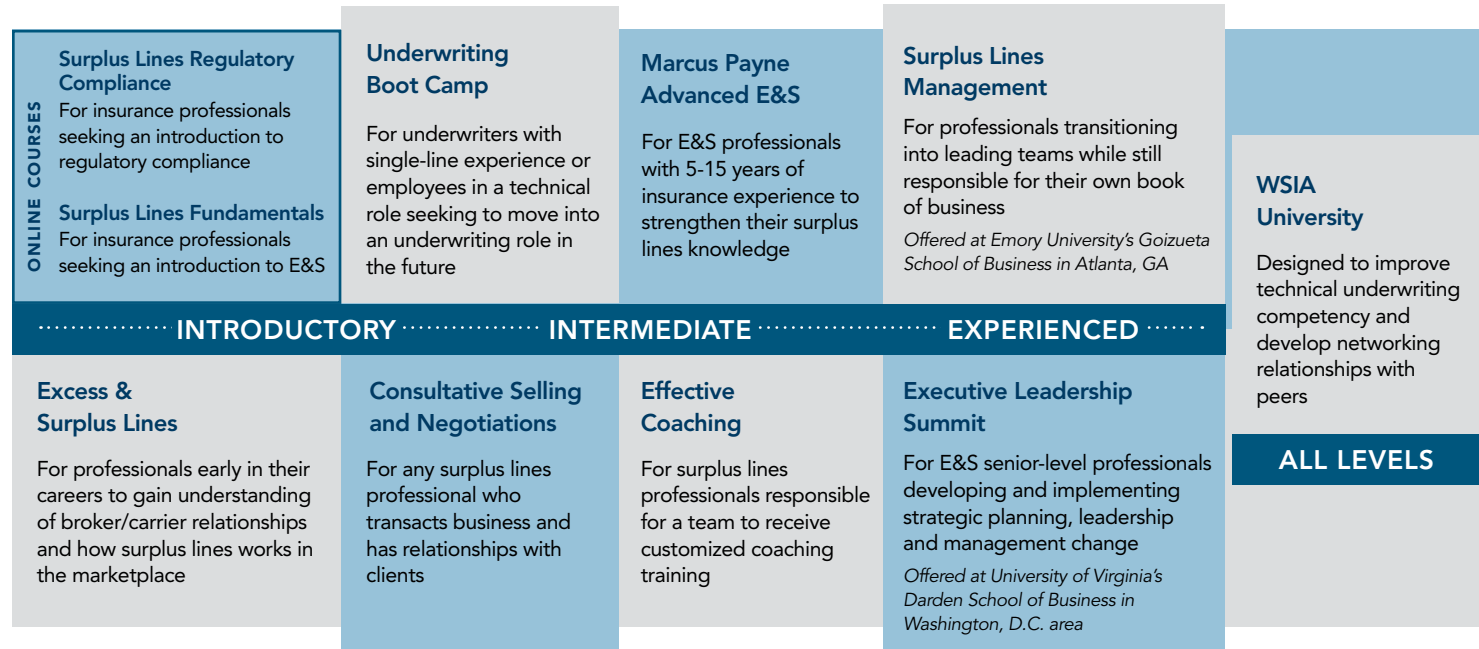 ONLINE COURSES
Surplus Lines Regulatory
Compliance
For insurance professionals
seeking an introduction to
regulatory compliance
Surplus Lines Fundamentals
For insurance professionals
seeking an introduction to E&S
Underwriting
Boot Camp
For underwriters with
single-line experience or
employees in a technical
role seeking to move into
an underwriting role in
the future
Marcus Payne
Advanced E&S
For E&S professionals
with 5-15 years of
insurance experience to
strengthen their surplus
lines knowledge
Surplus Lines
Management
For professionals transitioning
into leading teams while still
responsible for their own book
of business
Offered at Emory University’s Goizueta
School of Business in Atlanta, GA
INTRODUCTORY
INTERMEDIATE
EXPERIENCED
Excess &
Surplus Lines
For professionals early in their
careers to gain understanding
of broker/carrier relationships
and how surplus lines works in
the marketplace
Consultative Selling
and Negotiations
For any surplus lines
professional who
transacts business and
has relationships with
clients
Effective
Coaching
For surplus lines
professionals responsible
for a team to receive
customized coaching
training
Executive Leadership
Summit
For E&S senior-level professionals
developing and implementing
strategic planning, leadership
and management change
Offered at University of Virginia’s
Darden School of Business in
Washington, D.C. area
WSIA
University
Designed to improve
technical underwriting
competency and
develop networking
relationships with
peers
ALL LEVELS